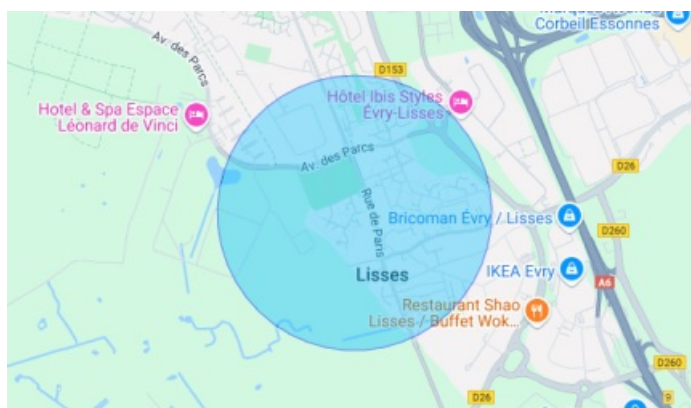 Corbeil Essonnes
Av. des Parcs
D153
Hôtel Ibis Styles
Évry-Lisses
Hotel & Spa Espace
Léonard de Vinci
Av. des Parcs
D26
Rue de Paris
Bricoman Évry / Lisses
D260
Lisses
IKEA Evry
A6
Restaurant Shao
Lisses / Buffet Wok...
D260
D26
9